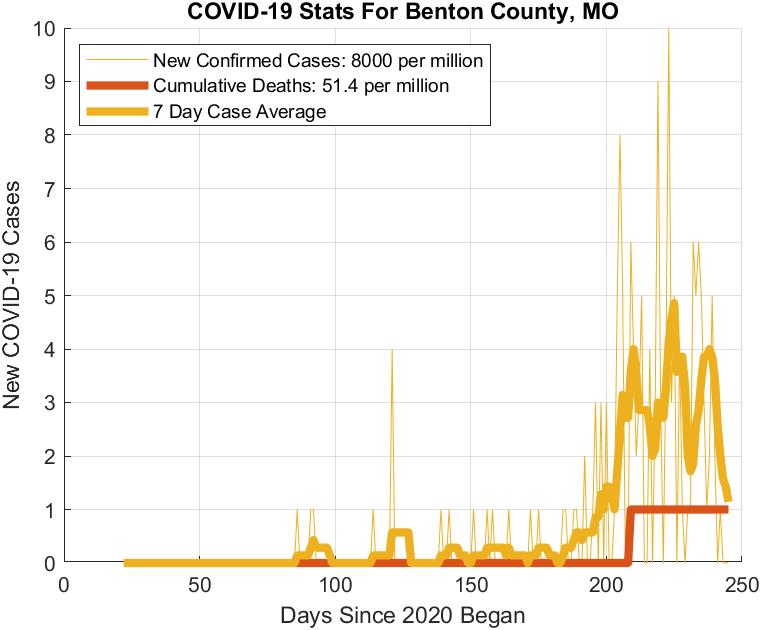 COVID-19 Stats For Benton County, MO
New Confirmed Cases: 8000 per million
Cumulative Deaths: 51.4 per million
7 Day Case Average
New COVID-19 Cases
10
9
8
7
6
5
4
3
2
1
0
0 50 100 150 200 250
Days Since 2020 Began